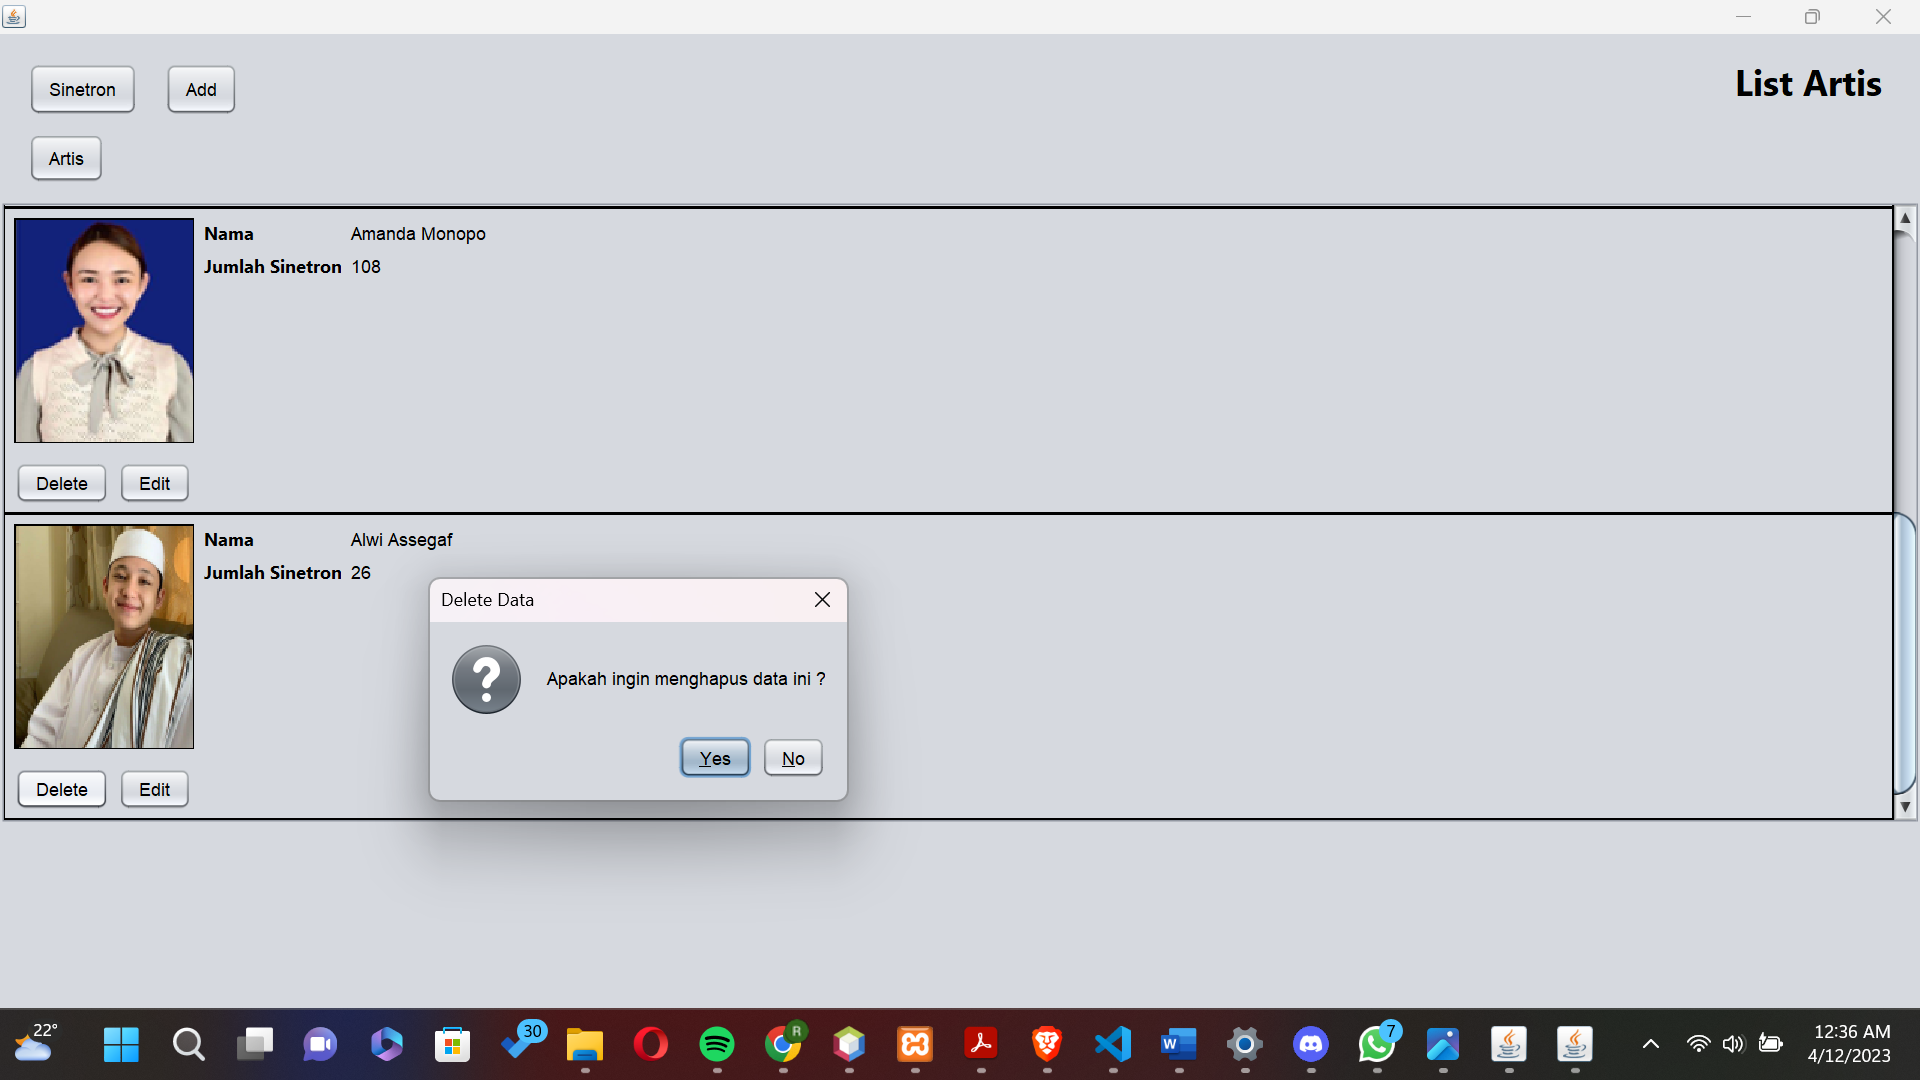 Sinetron Add
List Artis
Artis
Nama Amanda Monopo
Jumlah Sinetron 108
Delete Edit
Nama Alwi Assegaf
Jumlah Sinetron 26
Delete Data
Apakah ingin menghapus data ini ?
Yes No
Delete Edit
22°
30
R
W
7
12:36 AM
4/12/2023